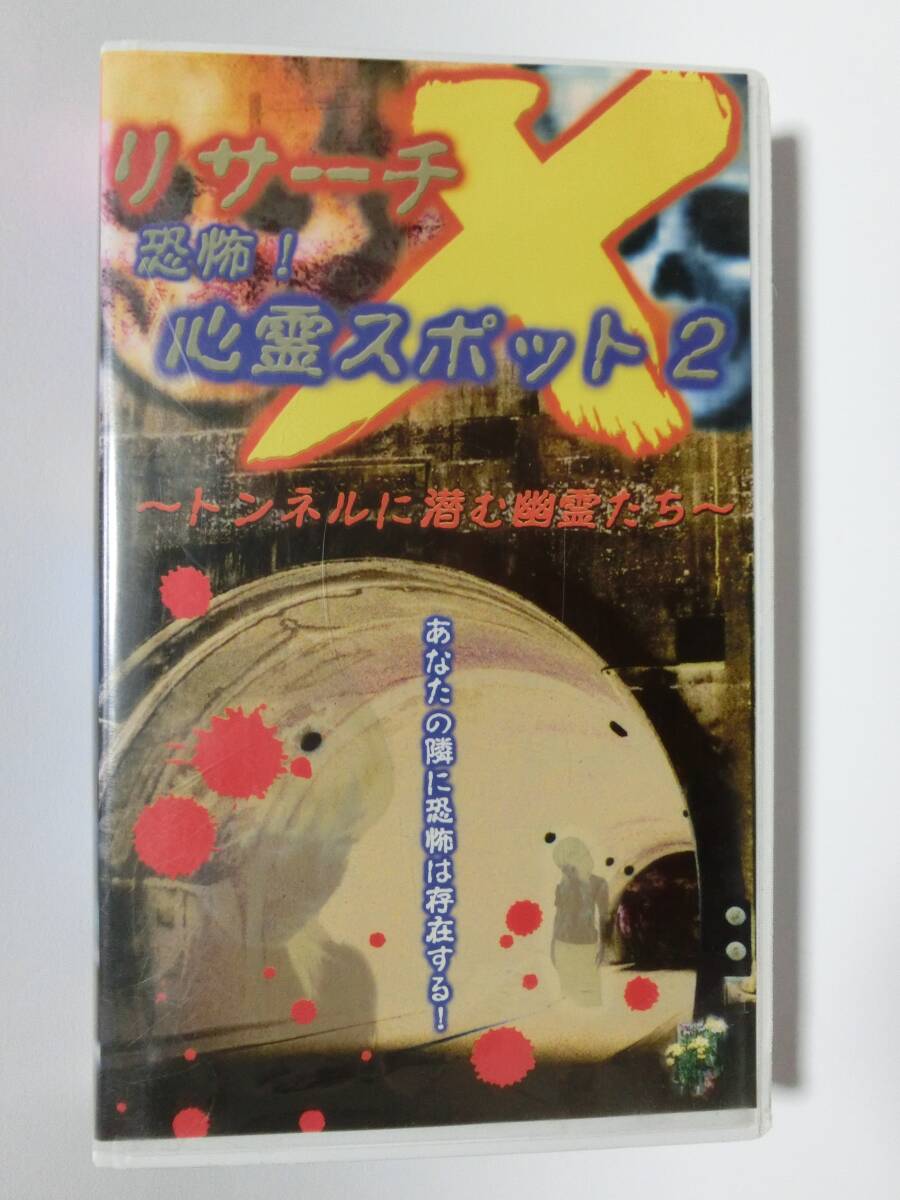 リサーチX
恐怖！
心霊スポット2
〜トンネルに潜む幽霊たち〜
あなたの隣に恐怖は存在する！